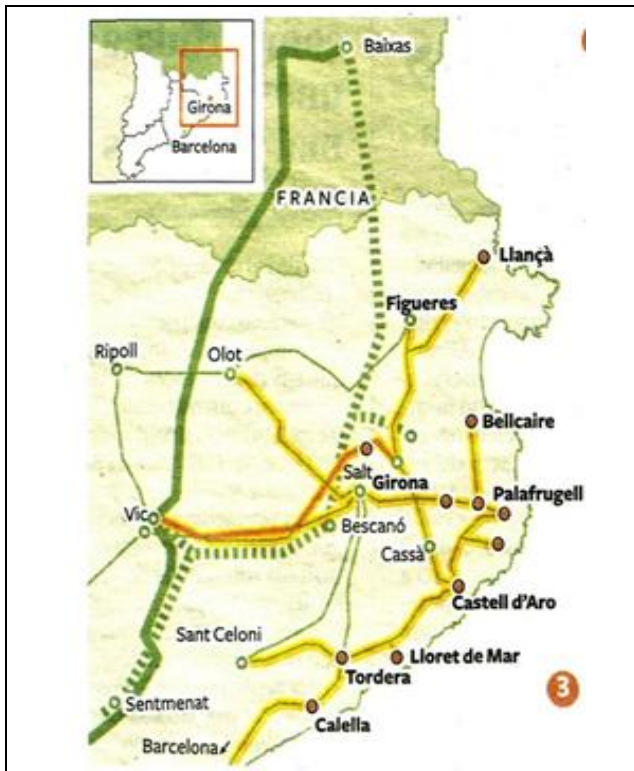 Baixas
Girona
Barcelona
FRANCIA
Llançà
Figueres
Ripoll
Olot
Bellcaire
Salt
Girona
Palafrugell
Vic
Bescanó
Cassà
Castell d'Aro
Sant Celoni
Lloret de Mar
Tordera
3
Sentmenat
Calella
Barcelona